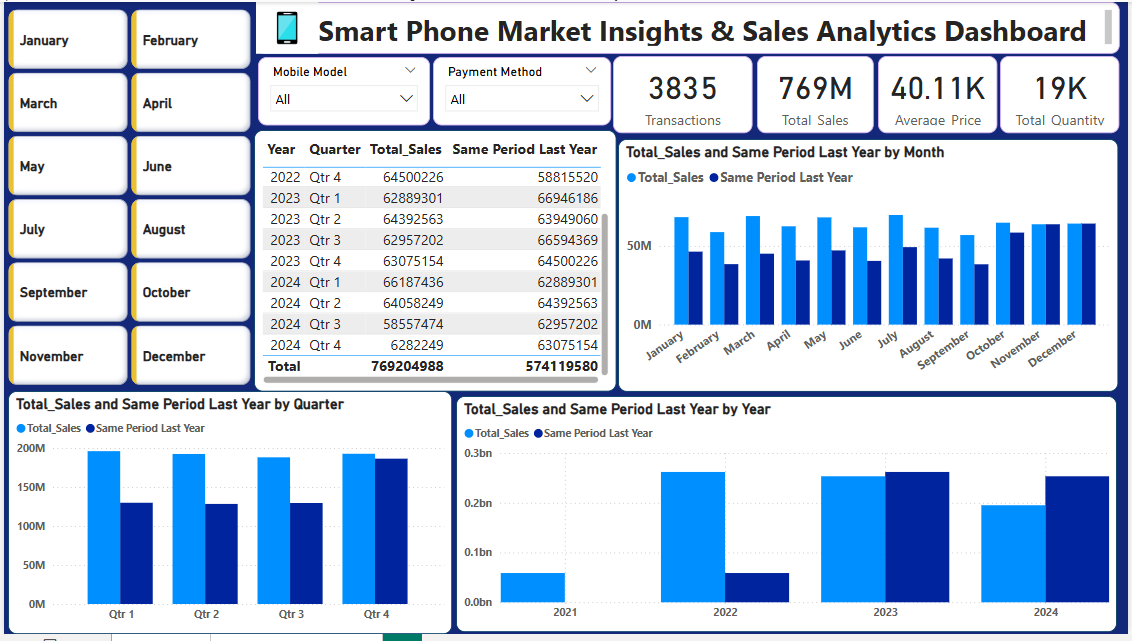 Smart Phone Market Insights & Sales Analytics Dashboard
January
February
March
April
May
June
July
August
September
October
November
December
Mobile Model
All
Payment Method
All
3835
Transactions
769M
Total Sales
40.11K
Average Price
19K
Total Quantity
Year Quarter Total_Sales Same Period Last Year
2022 Qtr 4 64500226 58815520
2023 Qtr 1 62889301 66946186
2023 Qtr 2 64392563 63949060
2023 Qtr 3 62957202 66594369
2023 Qtr 4 63075154 64500226
2024 Qtr 1 66187436 62889301
2024 Qtr 2 64058249 64392563
2024 Qtr 3 58557474 62957202
2024 Qtr 4 6282249 63075154
Total 769204988 574119580
Total_Sales and Same Period Last Year by Month
Total_Sales Same Period Last Year
50M
0M
January February March April May June July August September October November December
Total_Sales and Same Period Last Year by Quarter
Total_Sales Same Period Last Year
200M
150M
100M
50M
0M
Qtr 1 Qtr 2 Qtr 3 Qtr 4
Total_Sales and Same Period Last Year by Year
Total_Sales Same Period Last Year
0.3bn
0.2bn
0.1bn
0.0bn
2021 2022 2023 2024